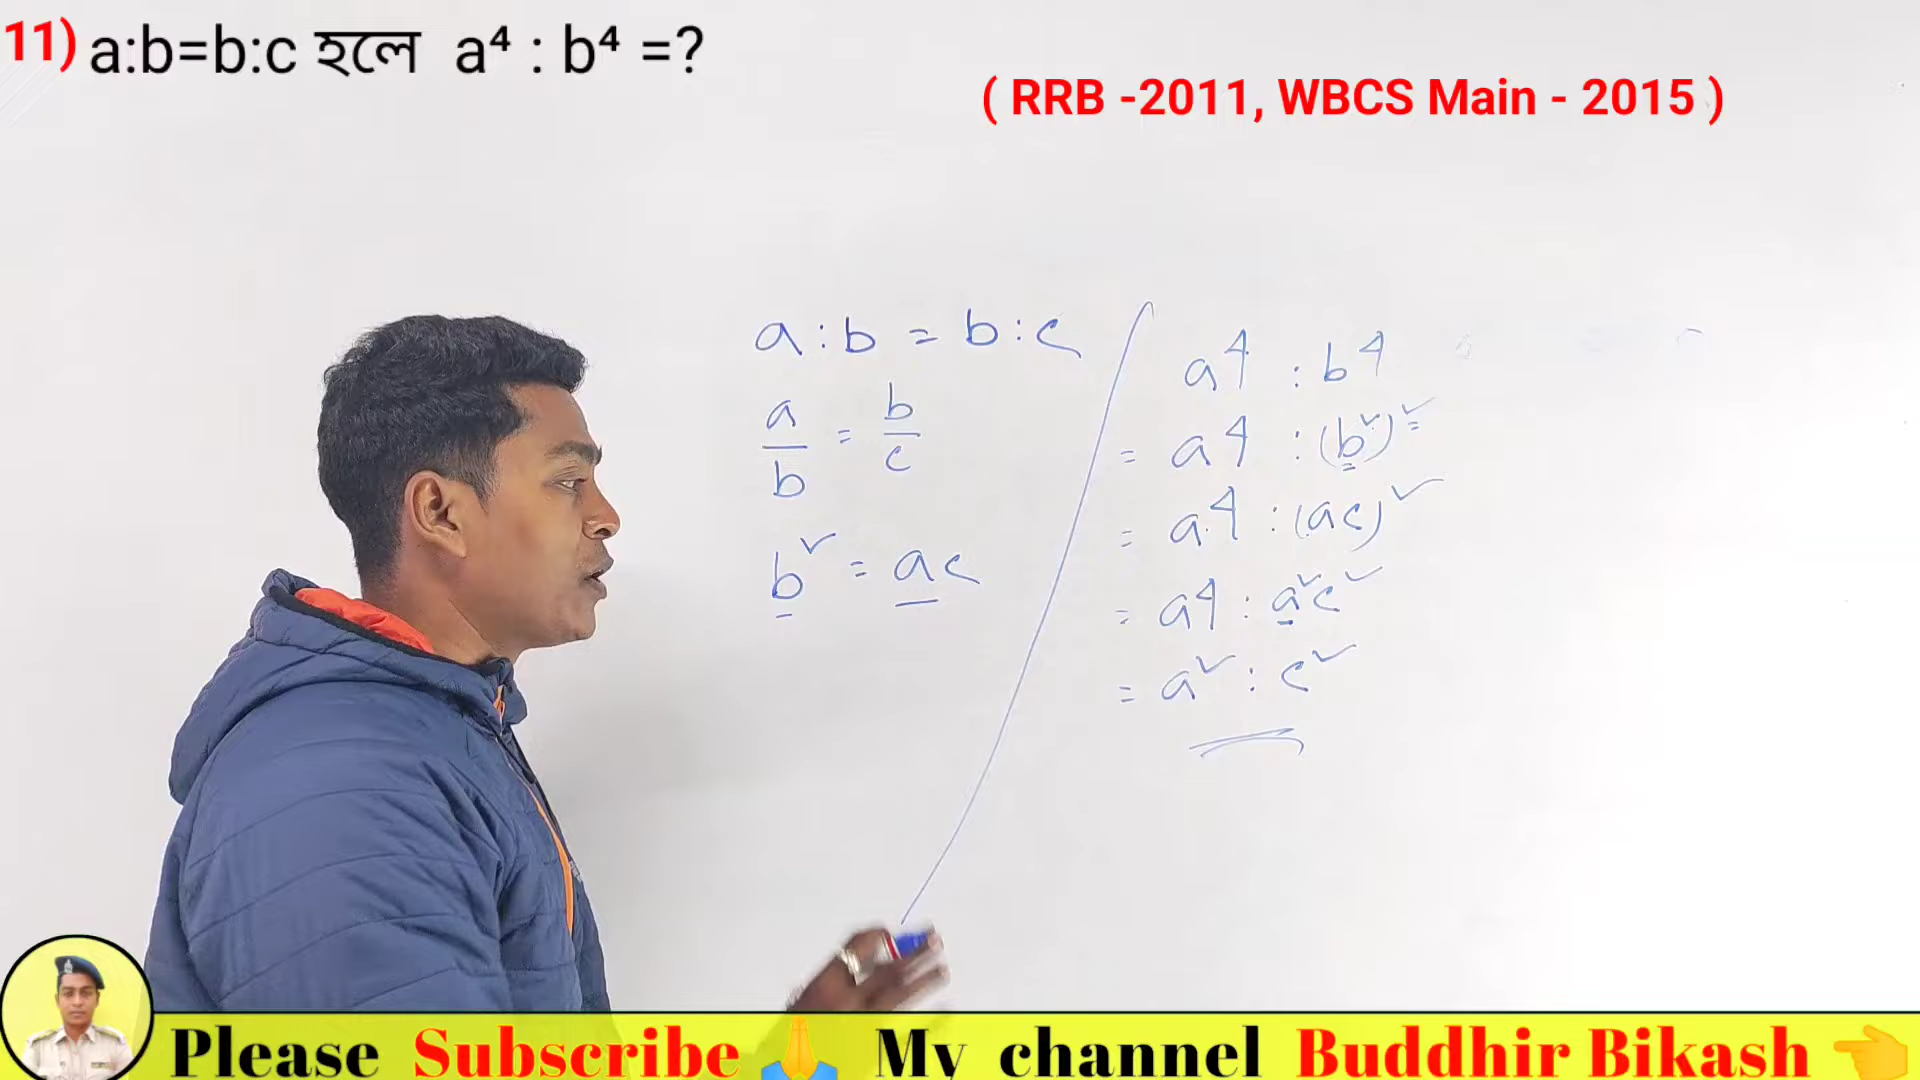 11) a:b=b:c হলে a⁴ : b⁴ =?
( RRB -2011, WBCS Main - 2015 )
a : b = b : c
a/b = b/c
b² = ac
a⁴ : b⁴
= a⁴ : (b²)²
= a⁴ : (ac)²
= a⁴ : a²c²
= a² : c²
Please Subscribe 🙏 My channel Buddhir Bikash 👈